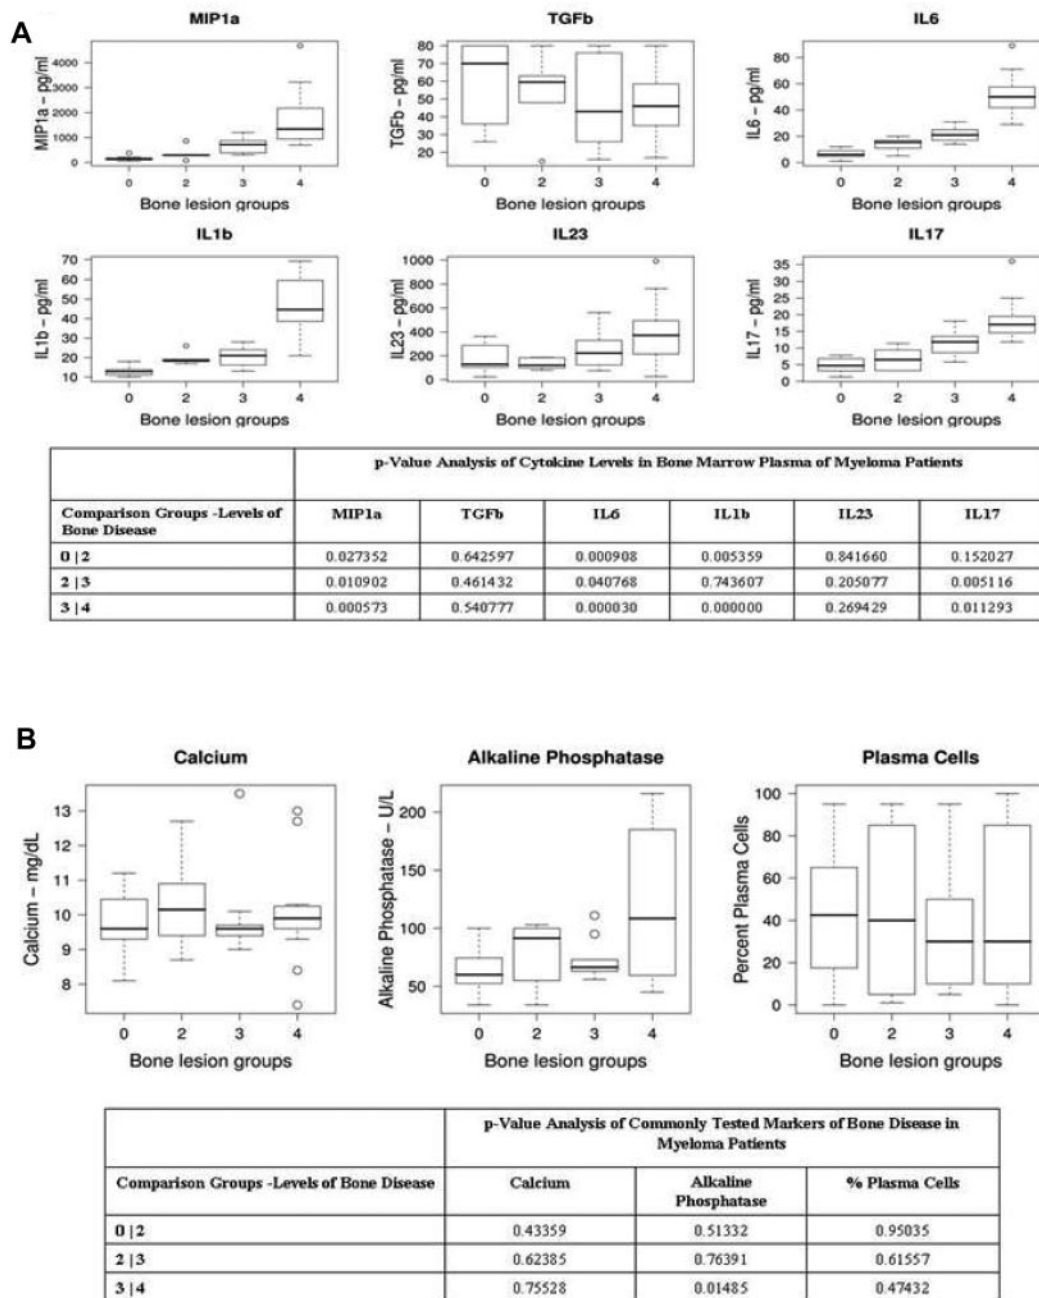 A
MIP1a
TGFb
IL6
MIP1a – pg/ml
0
1000
2000
3000
4000
0 2 3 4
Bone lesion groups
TGFb – pg/ml
20
30
40
50
60
70
80
0 2 3 4
Bone lesion groups
IL6 – pg/ml
0
20
40
60
80
0 2 3 4
Bone lesion groups
IL1b
IL23
IL17
IL1b – pg/ml
10
20
30
40
50
60
70
0 2 3 4
Bone lesion groups
IL23 – pg/ml
0
200
400
600
800
1000
0 2 3 4
Bone lesion groups
IL17 – pg/ml
0
5
10
15
20
25
30
35
0 2 3 4
Bone lesion groups
p-Value Analysis of Cytokine Levels in Bone Marrow Plasma of Myeloma Patients
Comparison Groups -Levels of
Bone Disease
MIP1a TGFb IL6 IL1b IL23 IL17
0|2 0.027352 0.642597 0.000908 0.005359 0.841660 0.152027
2|3 0.010902 0.461432 0.040768 0.743607 0.205077 0.005116
3|4 0.000573 0.540777 0.000030 0.000000 0.269429 0.011293
B
Calcium
Alkaline Phosphatase
Plasma Cells
Calcium – mg/dL
8
9
10
11
12
13
0 2 3 4
Bone lesion groups
Alkaline Phosphatase – U/L
50
100
150
200
0 2 3 4
Bone lesion groups
Percent Plasma Cells
0
20
40
60
80
100
0 2 3 4
Bone lesion groups
p-Value Analysis of Commonly Tested Markers of Bone Disease in
Myeloma Patients
Comparison Groups -Levels of Bone Disease
Calcium
Alkaline
Phosphatase
% Plasma Cells
0|2 0.43359 0.51332 0.95035
2|3 0.62385 0.76391 0.61557
3|4 0.75528 0.01485 0.47432